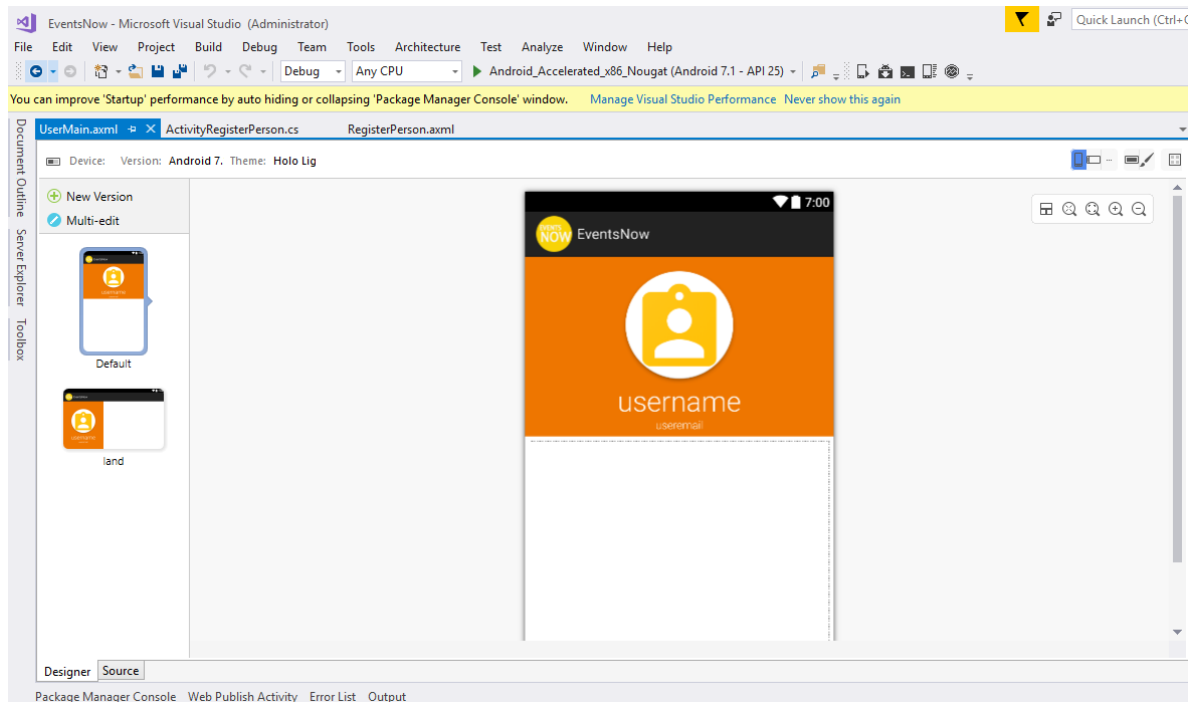 EventsNow - Microsoft Visual Studio (Administrator)
Quick Launch (Ctrl+
File Edit View Project Build Debug Team Tools Architecture Test Analyze Window Help
Debug Any CPU Android_Accelerated_x86_Nougat (Android 7.1 - API 25)
You can improve 'Startup' performance by auto hiding or collapsing 'Package Manager Console' window. Manage Visual Studio Performance Never show this again
Document Outline
Server Explorer
Toolbox
UserMain.axml ActivityRegisterPerson.cs RegisterPerson.axml
Device: Version: Android 7. Theme: Holo Lig
New Version
Multi-edit
Default
land
7:00
EVENTS
NOW
EventsNow
username
useremail
Designer Source
Package Manager Console Web Publish Activity Error List Output